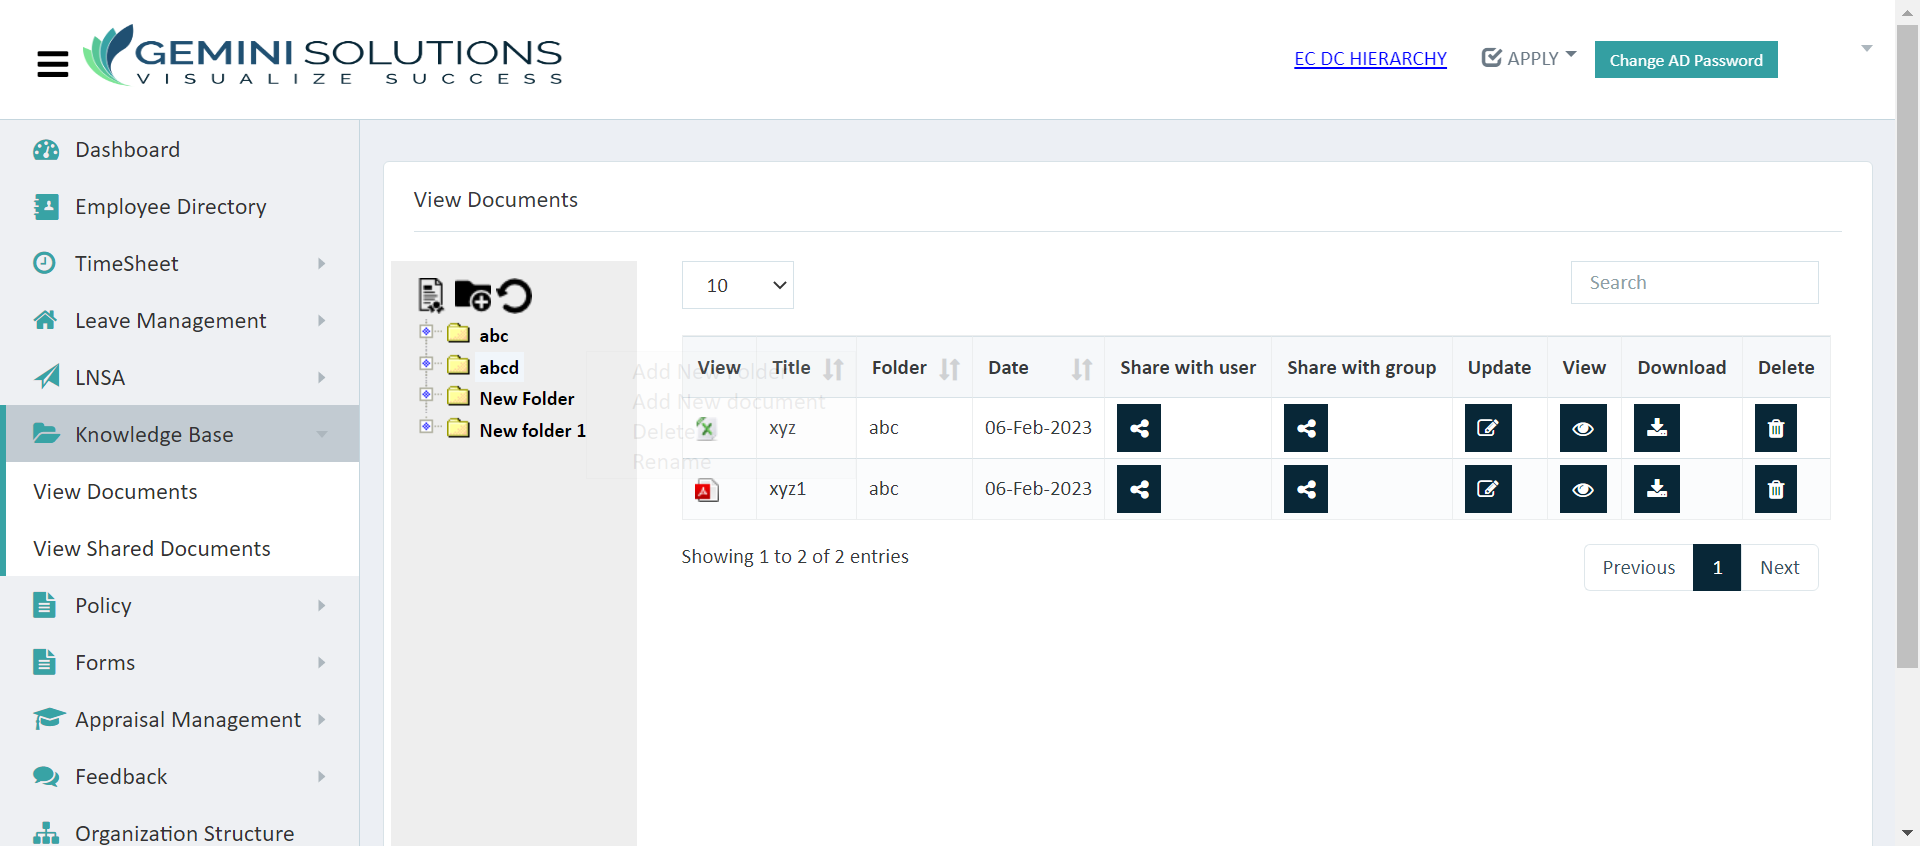 GEMINI SOLUTIONS
VISUALIZE SUCCESS
EC DC HIERARCHY
APPLY
Change AD Password
Dashboard
Employee Directory
TimeSheet
Leave Management
LNSA
Knowledge Base
View Documents
View Shared Documents
Policy
Forms
Appraisal Management
Feedback
Organization Structure
View Documents
abc
abcd
New Folder
New folder 1
Add New Folder
Add New document
Delete
Rename
10
Search
View Title Folder Date Share with user Share with group Update View Download Delete
xyz abc 06-Feb-2023
xyz1 abc 06-Feb-2023
Showing 1 to 2 of 2 entries
Previous 1 Next